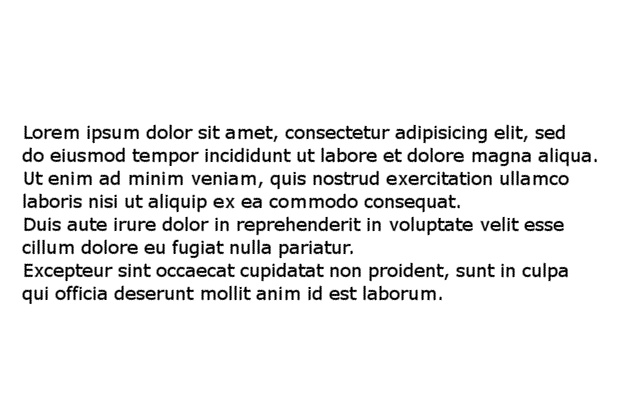 Lorem ipsum dolor sit amet, consectetur adipisicing elit, sed
do eiusmod tempor incididunt ut labore et dolore magna aliqua.
Ut enim ad minim veniam, quis nostrud exercitation ullamco
laboris nisi ut aliquip ex ea commodo consequat.
Duis aute irure dolor in reprehenderit in voluptate velit esse
cillum dolore eu fugiat nulla pariatur.
Excepteur sint occaecat cupidatat non proident, sunt in culpa
qui officia deserunt mollit anim id est laborum.